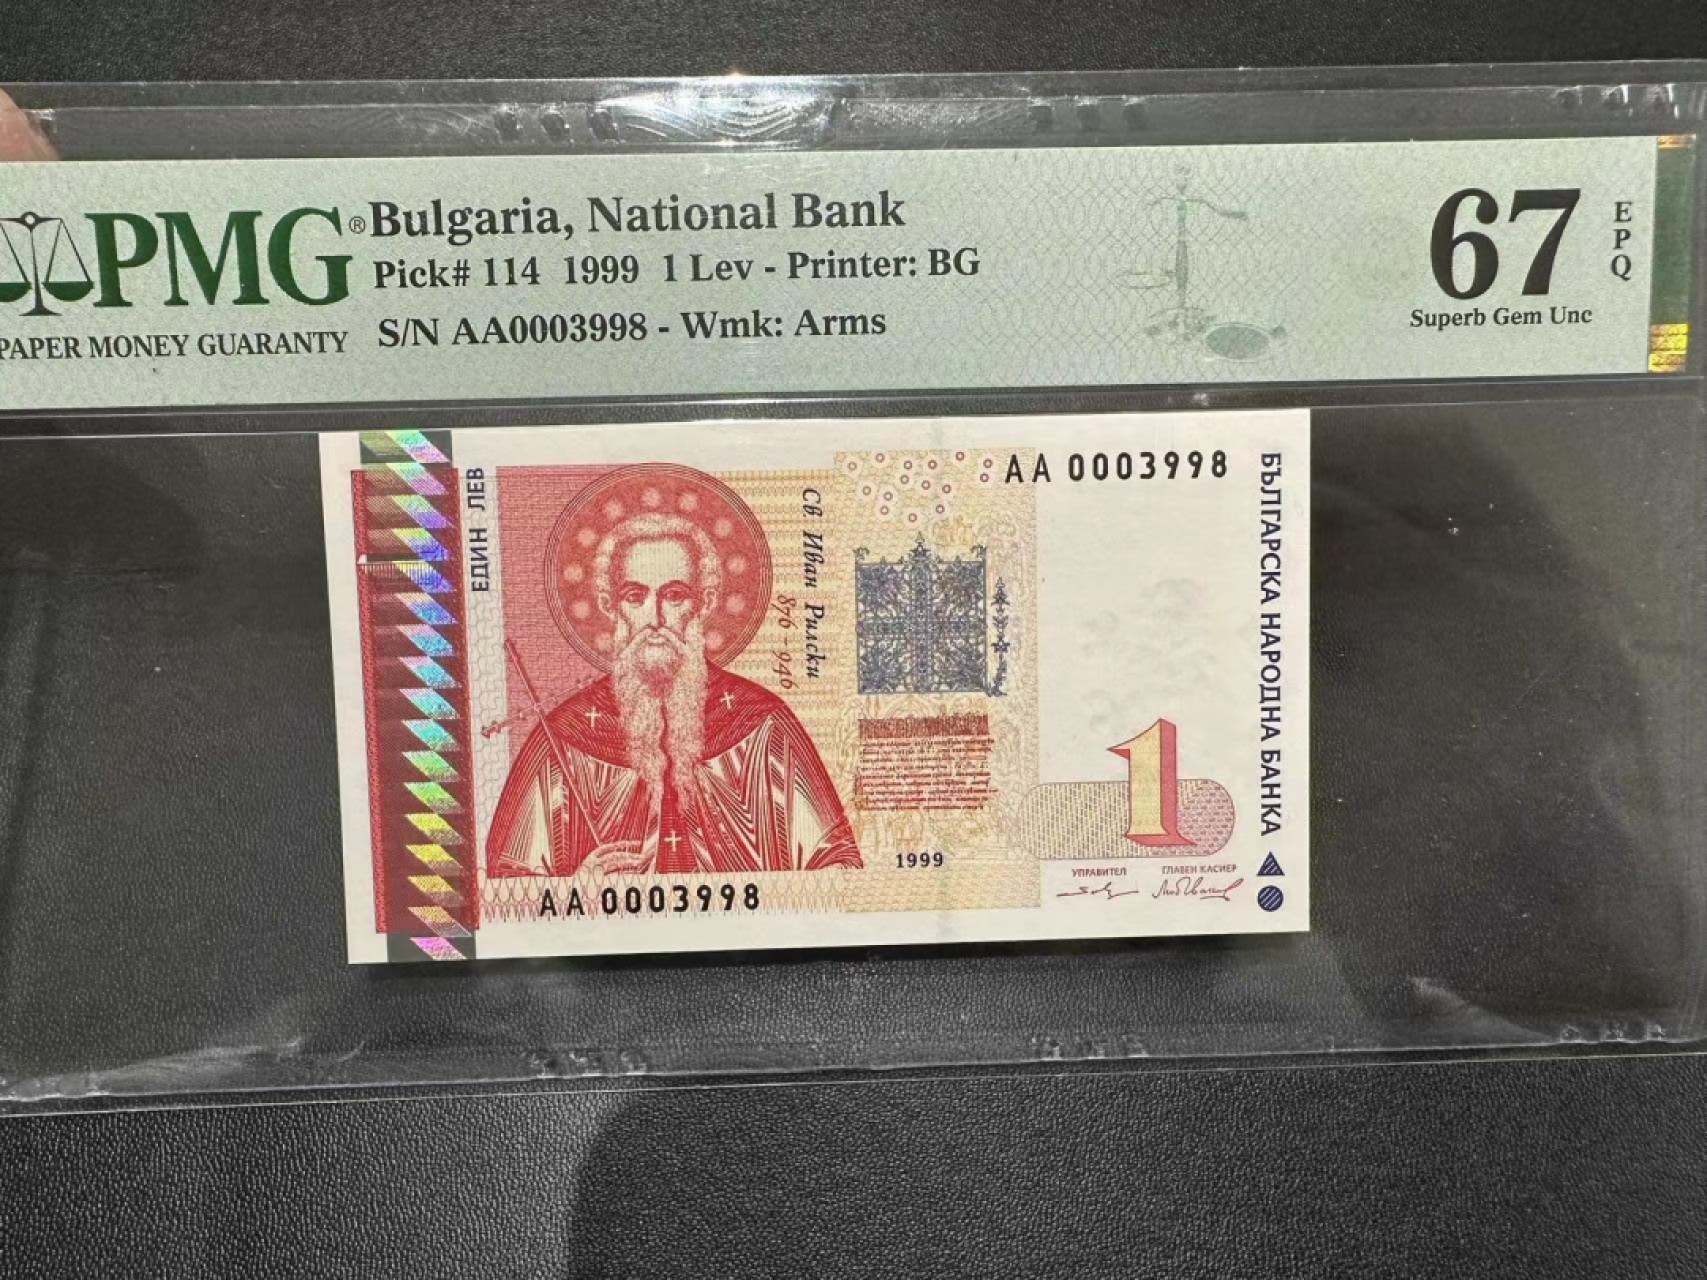 PMG®
PAPER MONEY GUARANTY
Bulgaria, National Bank
Pick# 114 1999 1 Lev - Printer: BG
S/N AA0003998 - Wmk: Arms
67
EPQ
Superb Gem Unc
ЕДИН ЛЕВ
Св. Иван Рилски
876 - 946
АА 0003998
БЪЛГАРСКА НАРОДНА БАНКА
1
1999
УПРАВИТЕЛ
ГЛАВЕН КАСИЕР
АА 0003998